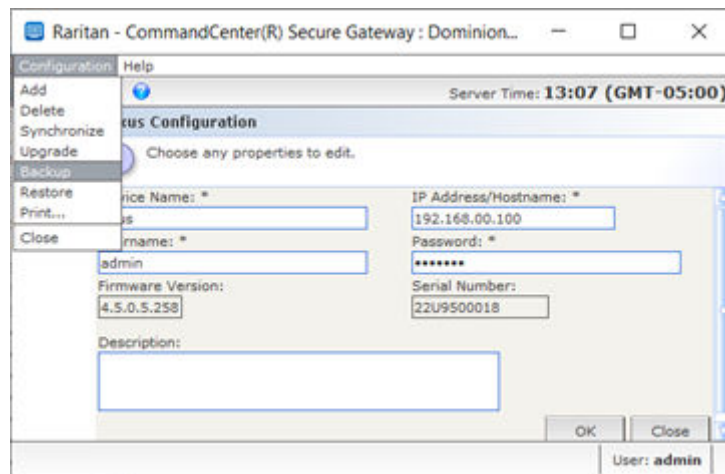 Raritan - CommandCenter(R) Secure Gateway : Dominion...
Configuration Help
Add
Delete
Synchronize
Upgrade
Backup
Restore
Print...
Close
Server Time: 13:07 (GMT-05:00)
cus Configuration
Choose any properties to edit.
vice Name: *
us
IP Address/Hostname: *
192.168.00.100
rname: *
admin
Password: *
•••••••
Firmware Version:
4.5.0.5.258
Serial Number:
22U9500018
Description:
OK Close
User: admin